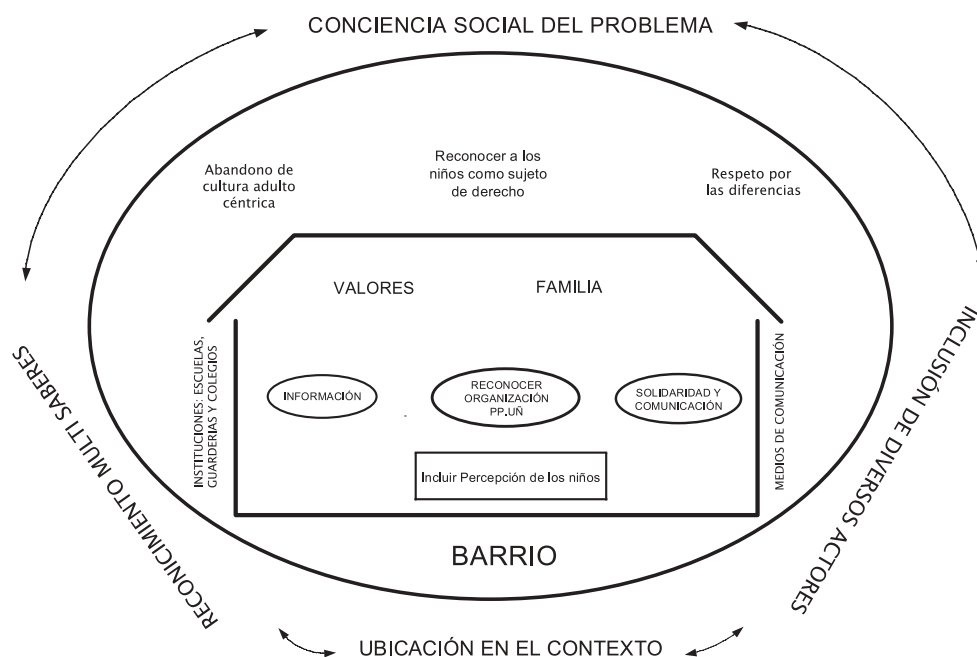 CONCIENCIA SOCIAL DEL PROBLEMA
Abandono de
cultura adulto
céntrica
Reconocer a los
niños como sujeto
de derecho
Respeto por
las diferencias
VALORES
FAMILIA
INSTITUCIONES: ESCUELAS,
GUARDERIAS Y COLEGIOS
INFORMACIÓN
RECONOCER
ORGANIZACIÓN
PP.UÑ
SOLIDARIDAD Y
COMUNICACIÓN
MEDIOS DE COMUNICACIÓN
Incluir Percepción de los niños
BARRIO
RECONICIMIENTO MULTI SABERES
INCLUSIÓN DE DIVERSOS ACTORES
UBICACIÓN EN EL CONTEXTO